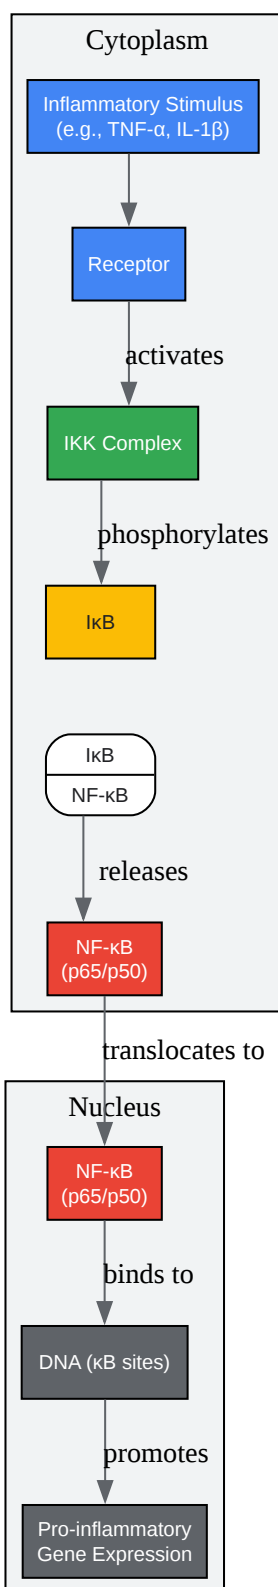 Cytoplasm
Inflammatory Stimulus
(e.g., TNF-α, IL-1β)
Receptor
activates
IKK Complex
phosphorylates
IκB
IκB
NF-κB
releases
NF-κB
(p65/p50)
translocates to
Nucleus
NF-κB
(p65/p50)
binds to
DNA (κB sites)
promotes
Pro-inflammatory
Gene Expression